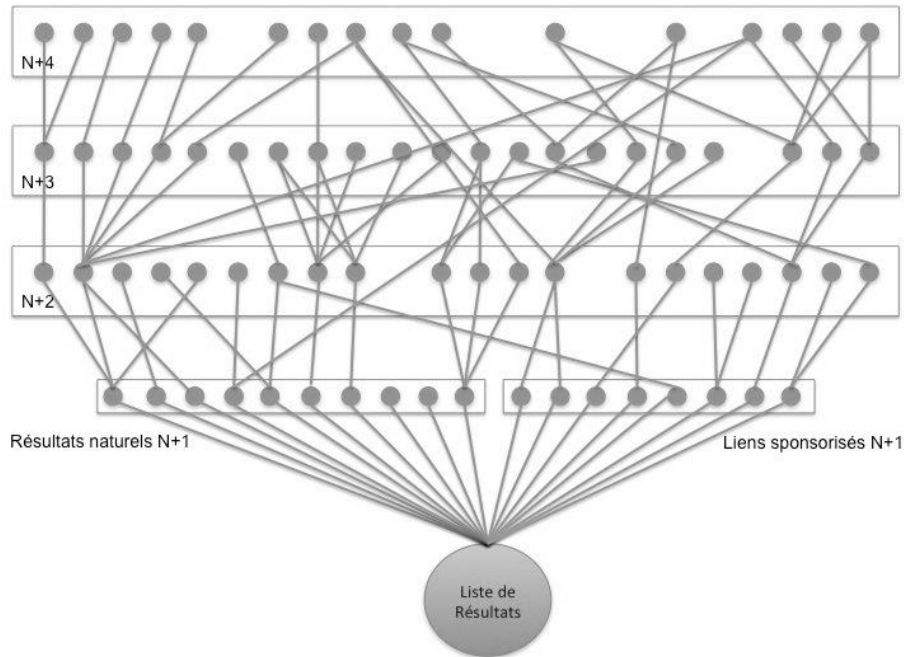 N+4
N+3
N+2
Résultats naturels N+1
Liens sponsorisés N+1
Liste de
Résultats